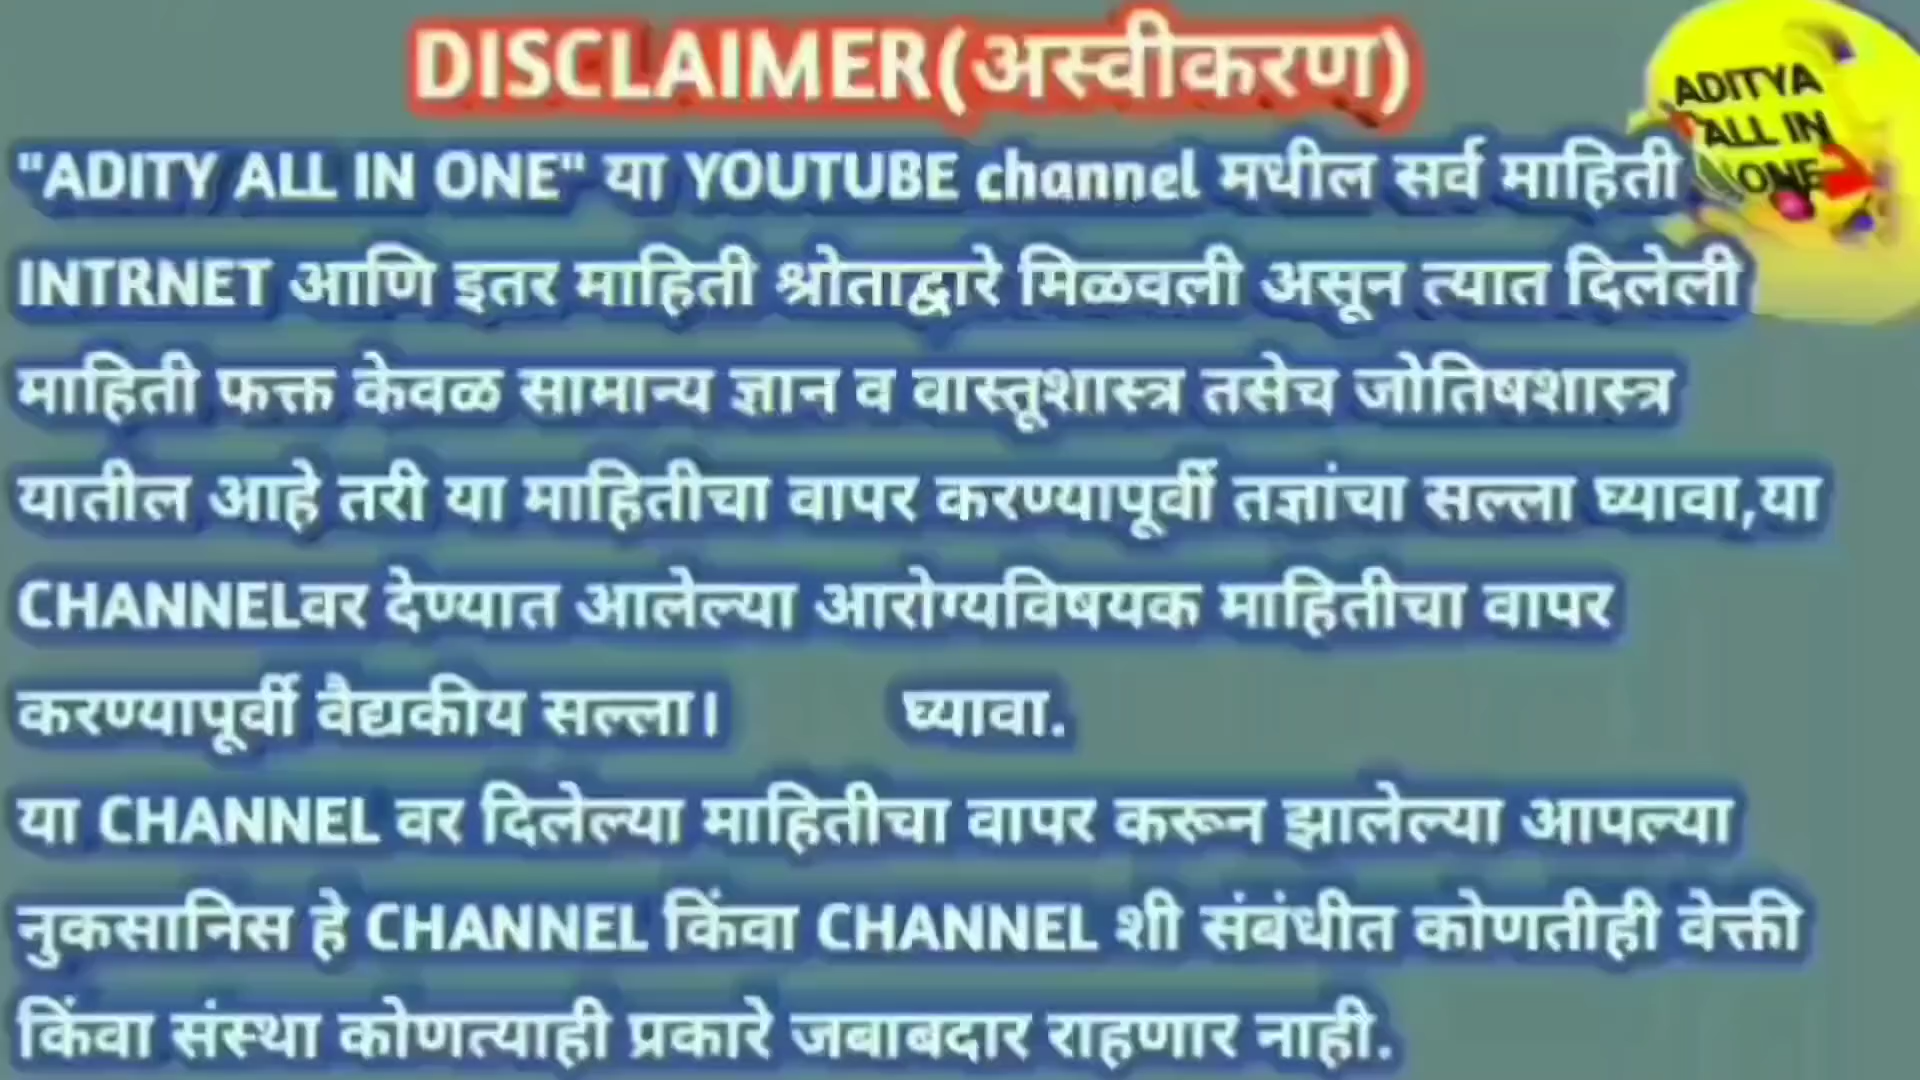 DISCLAIMER(अस्वीकरण)
ADITYA
ALL IN
ONE
"ADITY ALL IN ONE" या YOUTUBE channel मधील सर्व माहिती
INTRNET आणि इतर माहिती श्रोताद्वारे मिळवली असून त्यात दिलेली
माहिती फक्त केवळ सामान्य ज्ञान व वास्तूशास्त्र तसेच जोतिषशास्त्र
यातील आहे तरी या माहितीचा वापर करण्यापूर्वी तज्ञांचा सल्ला घ्यावा,या
CHANNELवर देण्यात आलेल्या आरोग्यविषयक माहितीचा वापर
करण्यापूर्वी वैद्यकीय सल्ला। घ्यावा.
या CHANNEL वर दिलेल्या माहितीचा वापर करून झालेल्या आपल्या
नुकसानिस हे CHANNEL किंवा CHANNEL शी संबंधीत कोणतीही वेक्ती
किंवा संस्था कोणत्याही प्रकारे जबाबदार राहणार नाही.